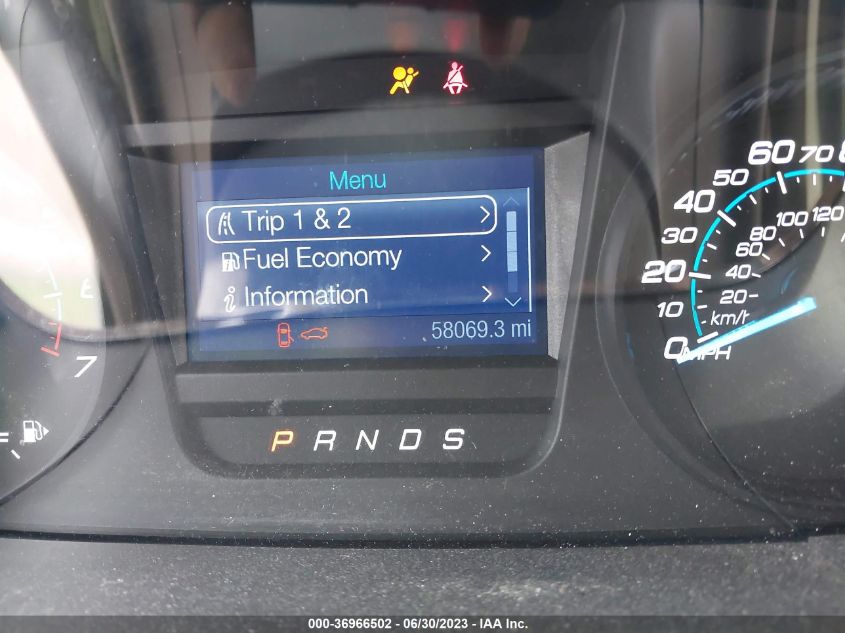 Menu
Trip 1 & 2
Fuel Economy
i Information
58069.3 mi
P R N D S
7
0 10 20 30 40 50 60 70
MPH
20 40 60 80 100 120
km/h
000-36966502 - 06/30/2023 - IAA Inc.